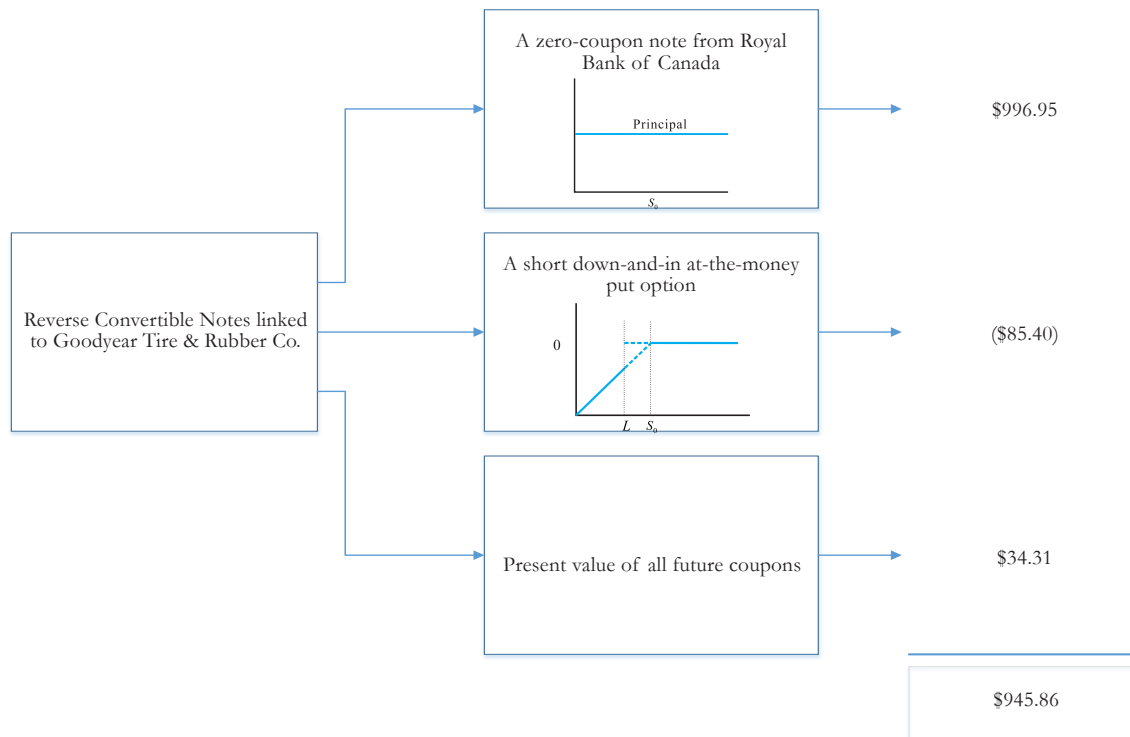 A zero-coupon note from Royal
Bank of Canada
Principal
S₀
$996.95
Reverse Convertible Notes linked
to Goodyear Tire & Rubber Co.
A short down-and-in at-the-money
put option
0
L S₀
($85.40)
Present value of all future coupons
$34.31
$945.86